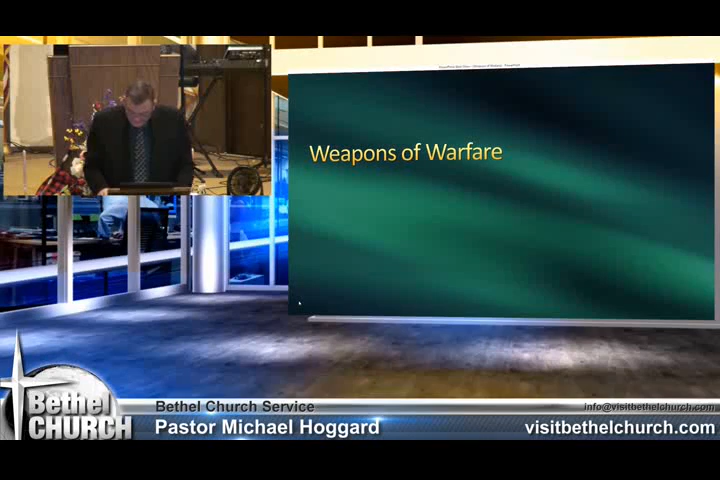 Weapons of Warfare
Bethel
CHURCH
Bethel Church Service
info@visitbethelchurch.com
Pastor Michael Hoggard
visitbethelchurch.com